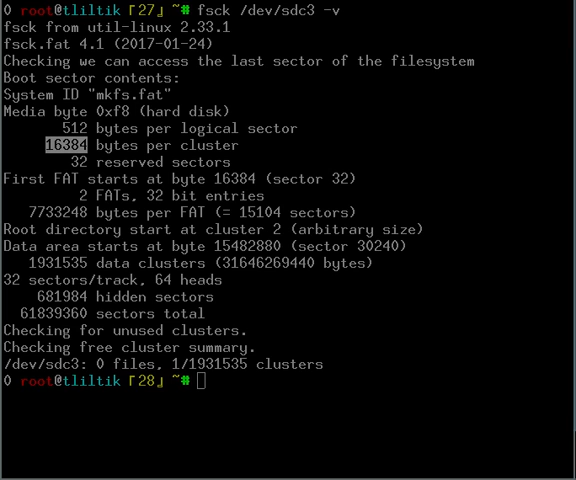 0 root@tliltik『27』~# fsck /dev/sdc3 -v
fsck from util-linux 2.33.1
fsck.fat 4.1 (2017-01-24)
Checking we can access the last sector of the filesystem
Boot sector contents:
System ID "mkfs.fat"
Media byte 0xf8 (hard disk)
512 bytes per logical sector
16384 bytes per cluster
32 reserved sectors
First FAT starts at byte 16384 (sector 32)
2 FATs, 32 bit entries
7733248 bytes per FAT (= 15104 sectors)
Root directory start at cluster 2 (arbitrary size)
Data area starts at byte 15482880 (sector 30240)
1931535 data clusters (31646269440 bytes)
32 sectors/track, 64 heads
681984 hidden sectors
61839360 sectors total
Checking for unused clusters.
Checking free cluster summary.
/dev/sdc3: 0 files, 1/1931535 clusters
0 root@tliltik『28』~#